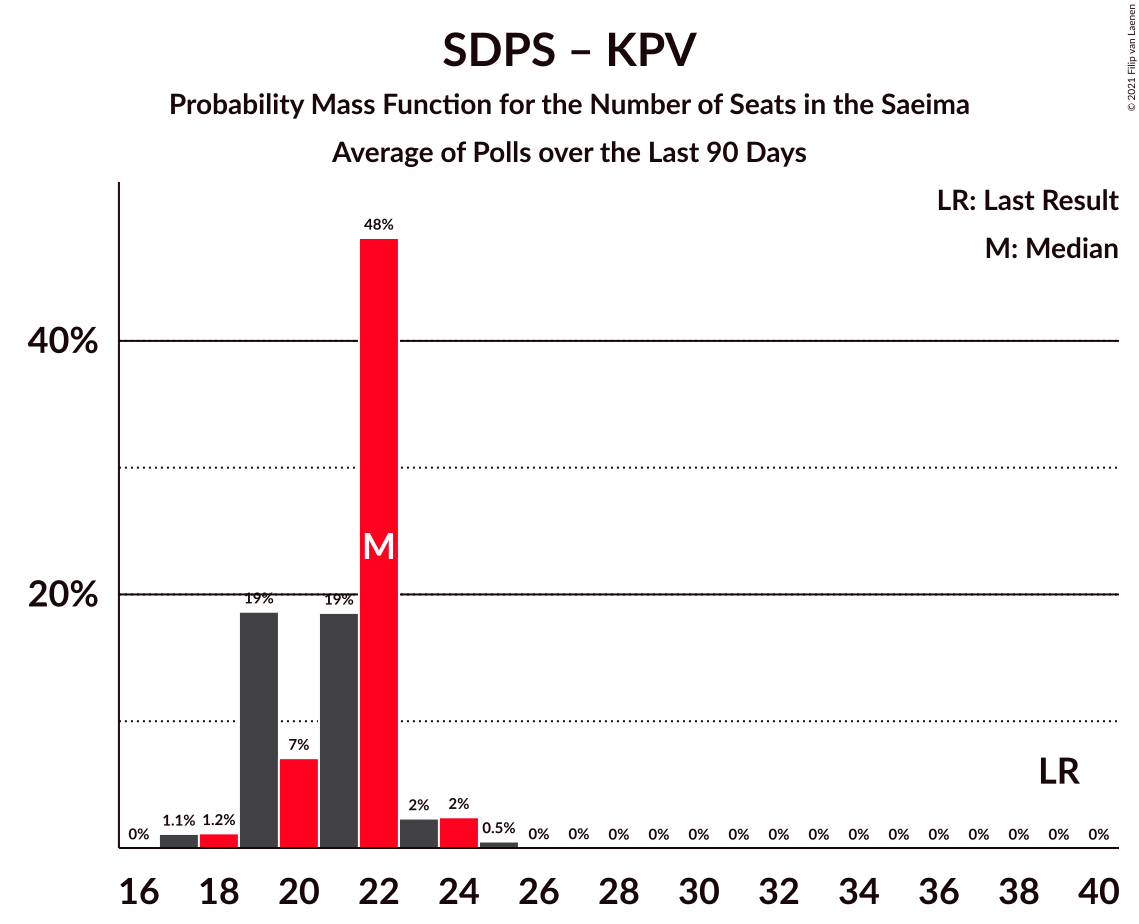 SDPS – KPV
Probability Mass Function for the Number of Seats in the Saeima
Average of Polls over the Last 90 Days
© 2021 Filip van Laenen
LR: Last Result
M: Median
40%
20%
0% 1.1% 1.2% 19% 7% 19% 48% 2% 2% 0.5% 0% 0% 0% 0% 0% 0% 0% 0% 0% 0% 0% 0% 0% 0% 0%
M
LR
16 18 20 22 24 26 28 30 32 34 36 38 40